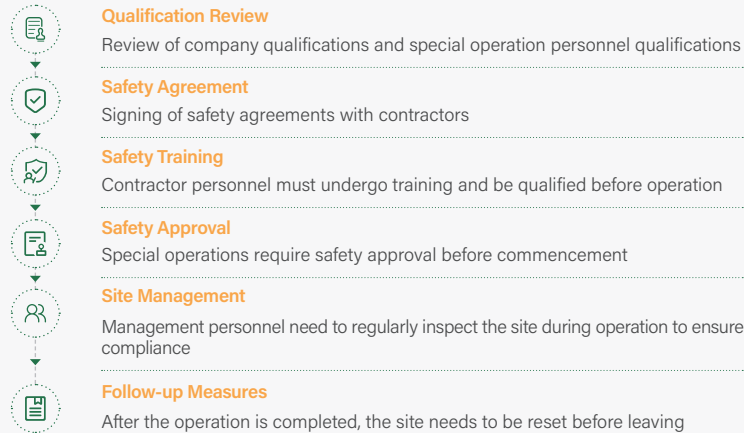 Qualification Review
Review of company qualifications and special operation personnel qualifications
Safety Agreement
Signing of safety agreements with contractors
Safety Training
Contractor personnel must undergo training and be qualified before operation
Safety Approval
Special operations require safety approval before commencement
Site Management
Management personnel need to regularly inspect the site during operation to ensure
compliance
Follow-up Measures
After the operation is completed, the site needs to be reset before leaving